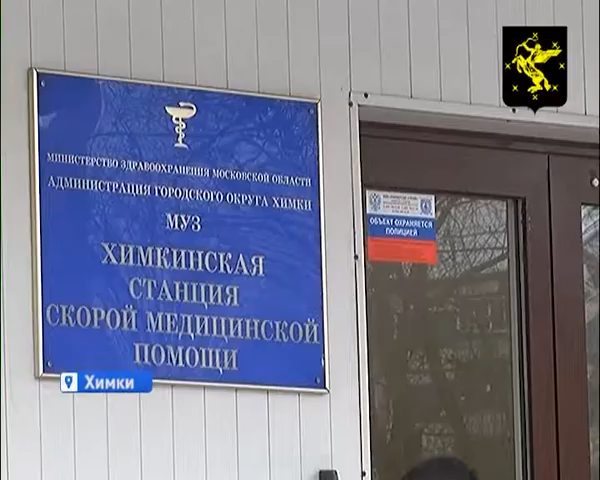 МИНИСТЕРСТВО ЗДРАВООХРАНЕНИЯ МОСКОВСКОЙ ОБЛАСТИ
АДМИНИСТРАЦИЯ ГОРОДСКОГО ОКРУГА ХИМКИ
МУЗ
ХИМКИНСКАЯ
СТАНЦИЯ
СКОРОЙ МЕДИЦИНСКОЙ
ПОМОЩИ
Химки
ОБЪЕКТ ОХРАНЯЕТСЯ
ПОЛИЦИЕЙ